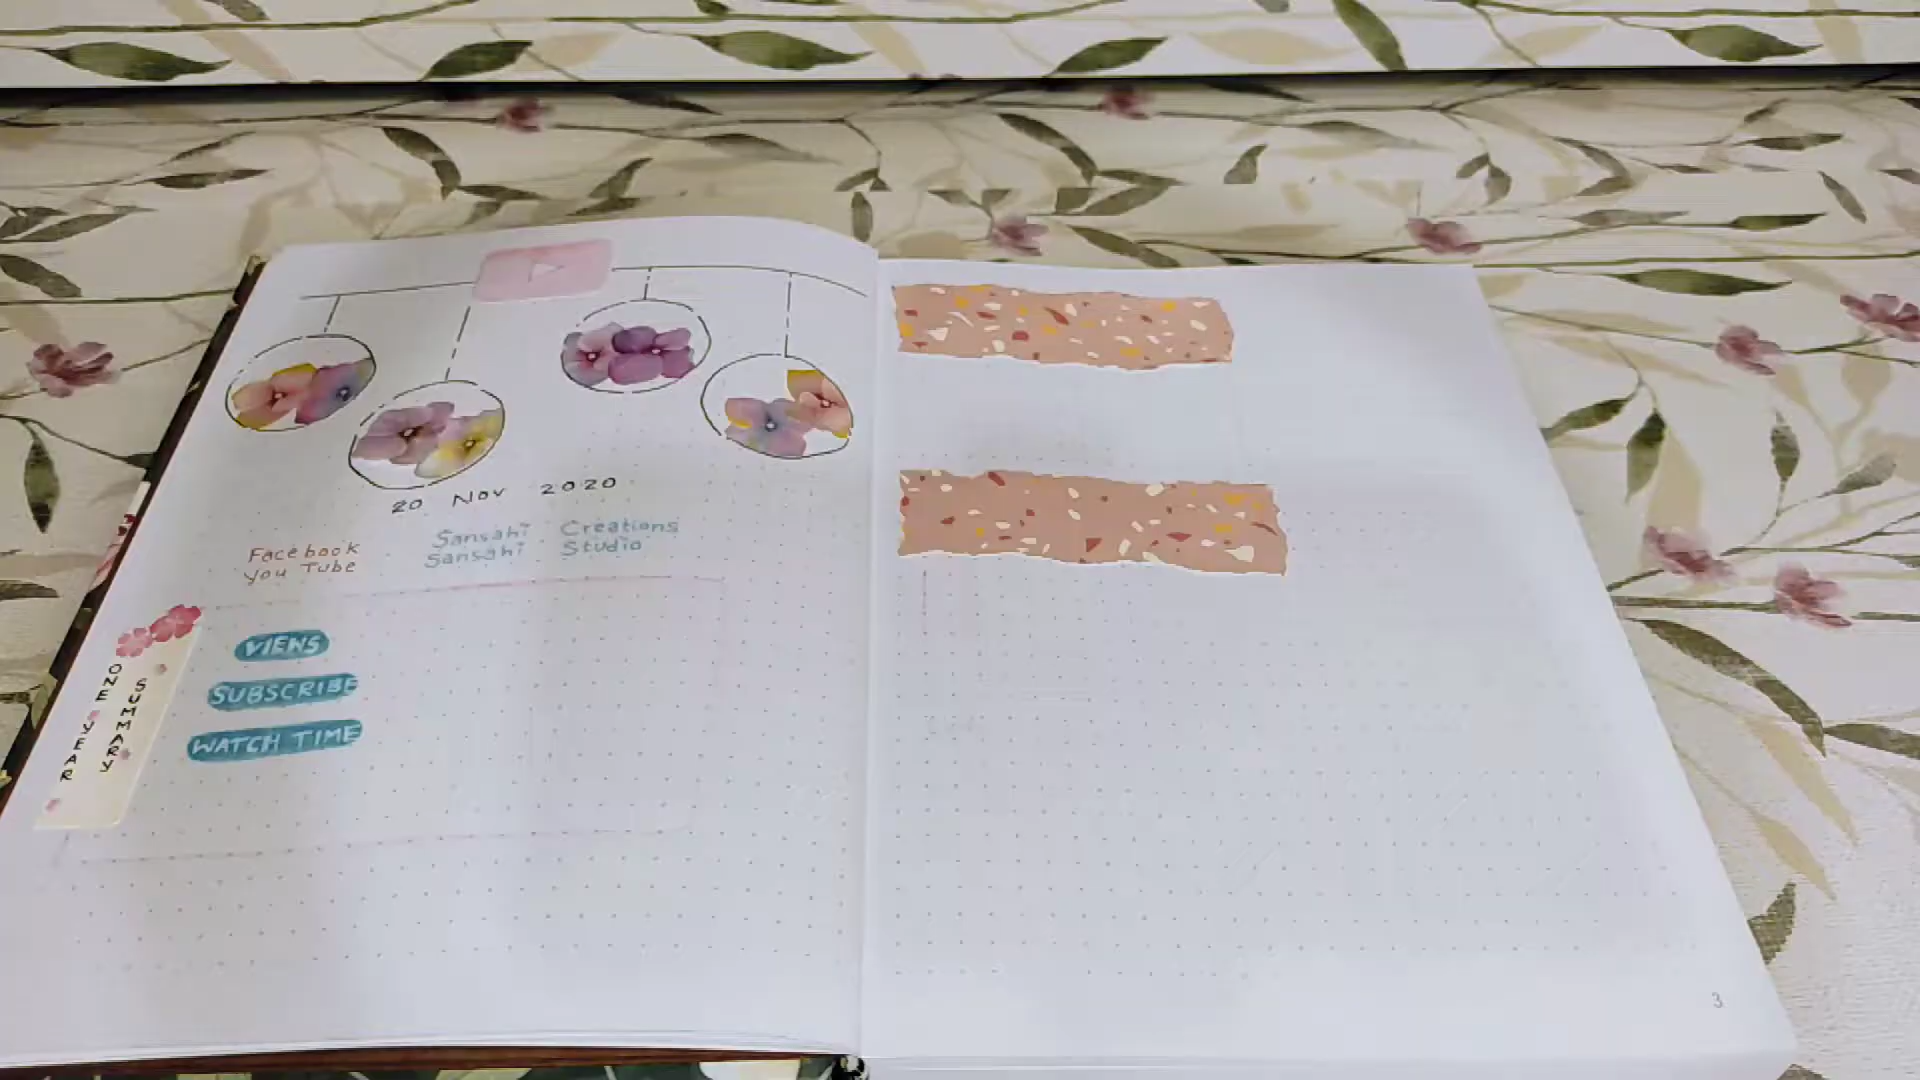 20 Nov 2020
Facebook Sansahi Creations
You Tube Sansahi Studio
ONE YEAR
SUMMARY
VIEWS
SUBSCRIBE
WATCH TIME
3